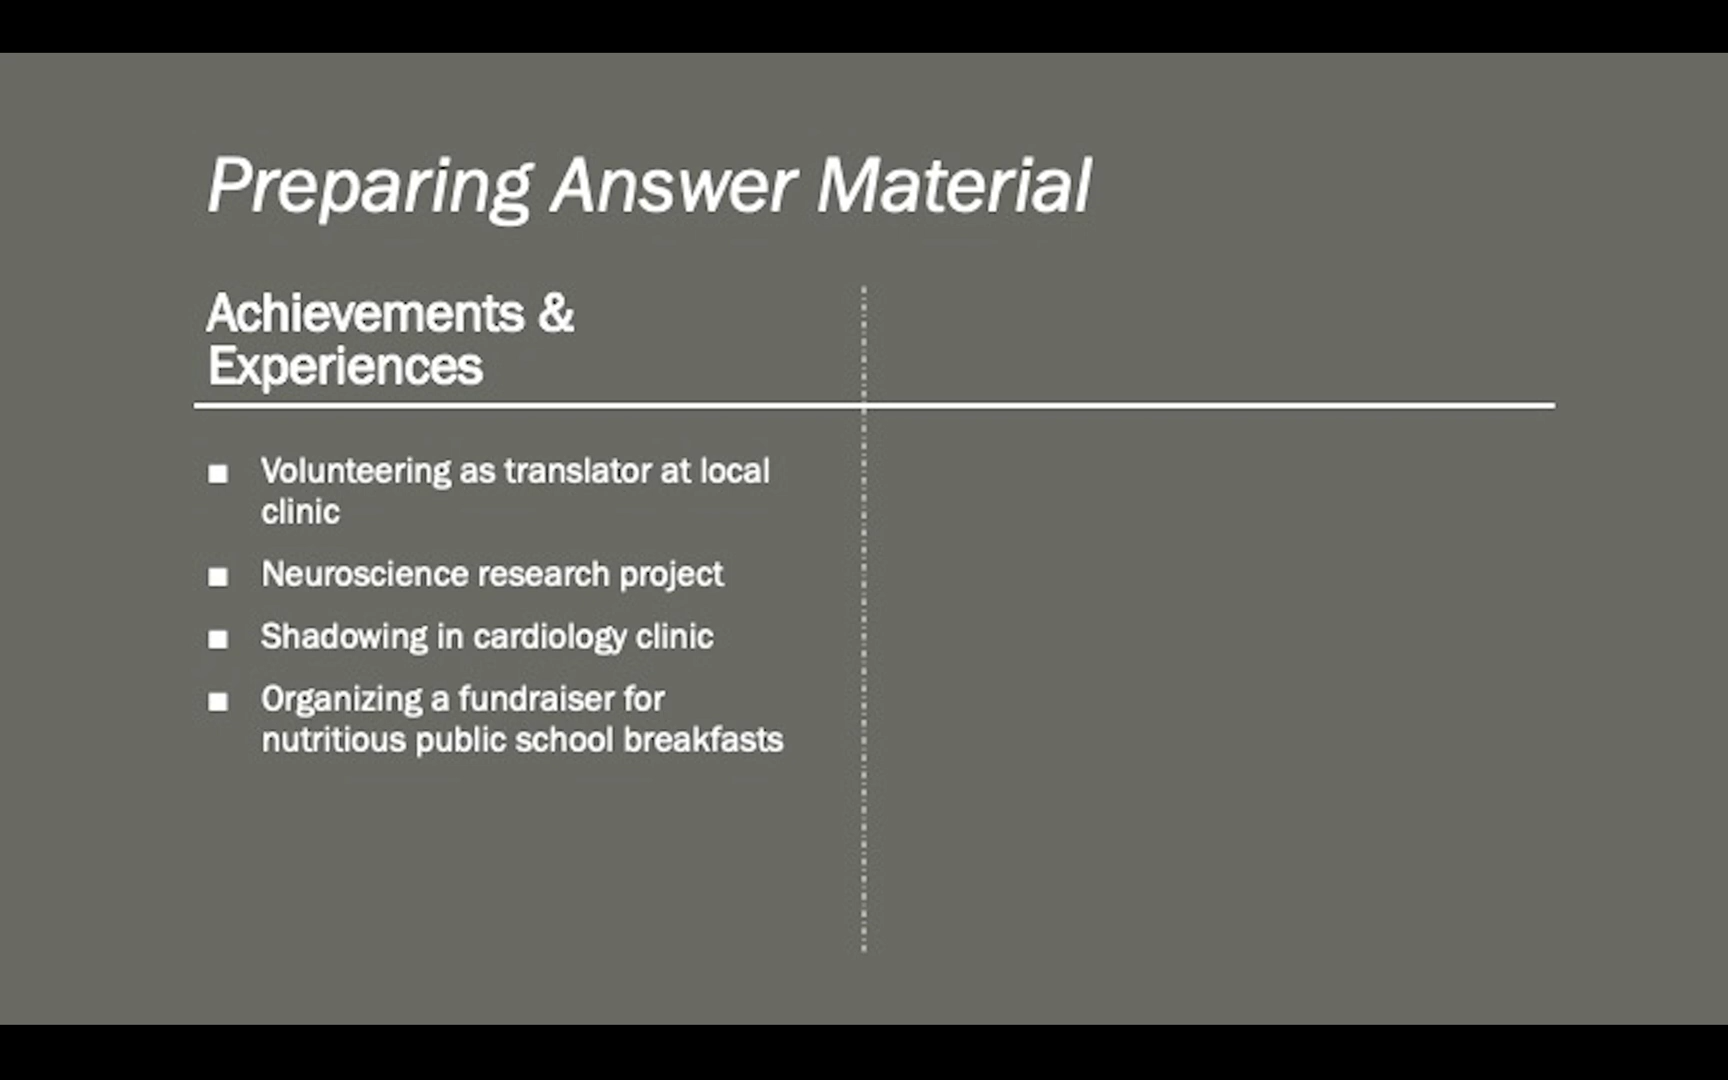 Preparing Answer Material
Achievements &
Experiences
■ Volunteering as translator at local
clinic
■ Neuroscience research project
■ Shadowing in cardiology clinic
■ Organizing a fundraiser for
nutritious public school breakfasts